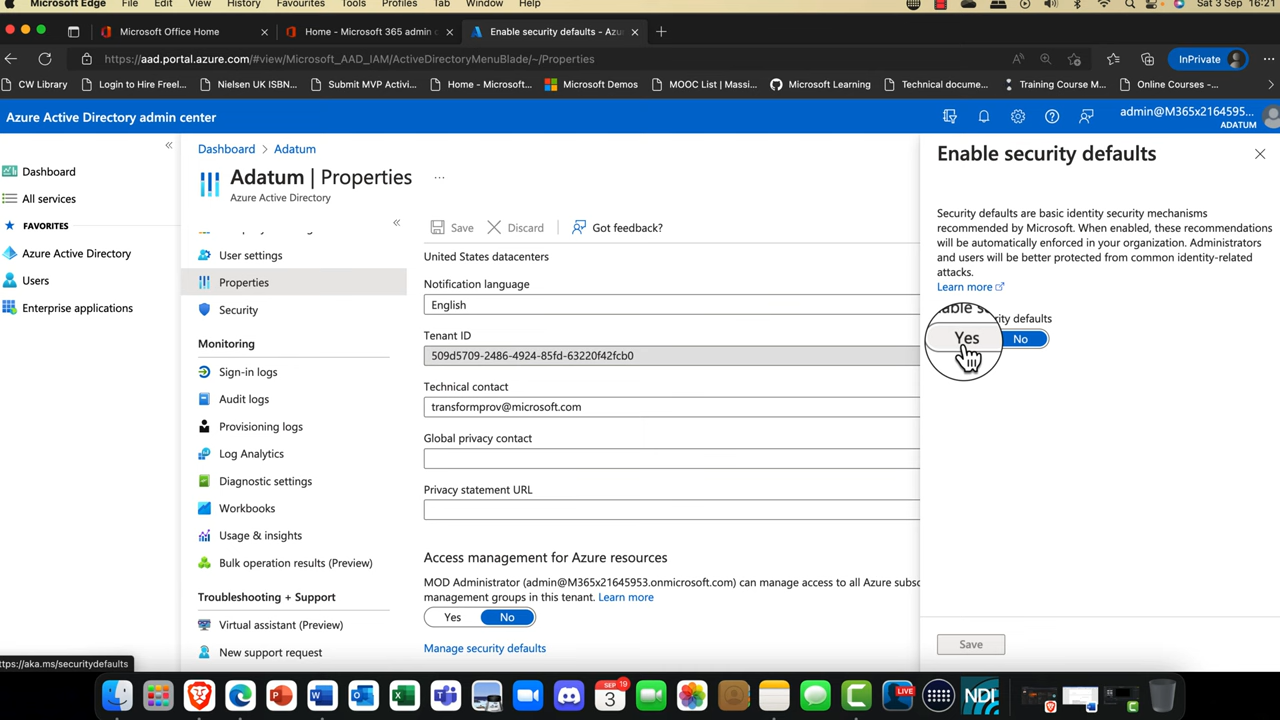 Microsoft Edge File Edit View History Favourites Tools Profiles Tab Window Help Sat 3 Sep 16:21
Microsoft Office Home
Home - Microsoft 365 admin c
Enable security defaults - Azu
https://aad.portal.azure.com/#view/Microsoft_AAD_IAM/ActiveDirectoryMenuBlade/~/Properties
InPrivate
CW Library
Login to Hire Freel...
Nielsen UK ISBN...
Submit MVP Activi...
Home - Microsoft...
Microsoft Demos
MOOC List | Massi...
Microsoft Learning
Technical docume...
Training Course M...
Online Courses -...
Azure Active Directory admin center
admin@M365x2164595...
ADATUM
Dashboard
All services
FAVORITES
Azure Active Directory
Users
Enterprise applications
Dashboard > Adatum
Adatum | Properties
Azure Active Directory
User settings
Properties
Security
Monitoring
Sign-in logs
Audit logs
Provisioning logs
Log Analytics
Diagnostic settings
Workbooks
Usage & insights
Bulk operation results (Preview)
Troubleshooting + Support
Virtual assistant (Preview)
New support request
Save
Discard
Got feedback?
United States datacenters
Notification language
English
Tenant ID
509d5709-2486-4924-85fd-63220f42fcb0
Technical contact
transformprov@microsoft.com
Global privacy contact
Privacy statement URL
Access management for Azure resources
MOD Administrator (admin@M365x21645953.onmicrosoft.com) can manage access to all Azure subsc
management groups in this tenant. Learn more
Yes No
Manage security defaults
Enable security defaults
Security defaults are basic identity security mechanisms
recommended by Microsoft. When enabled, these recommendations
will be automatically enforced in your organization. Administrators
and users will be better protected from common identity-related
attacks.
Learn more
able s rity defaults
Yes No
Save
ttps://aka.ms/securitydefaults
SEP 19
3
LIVE
NDI